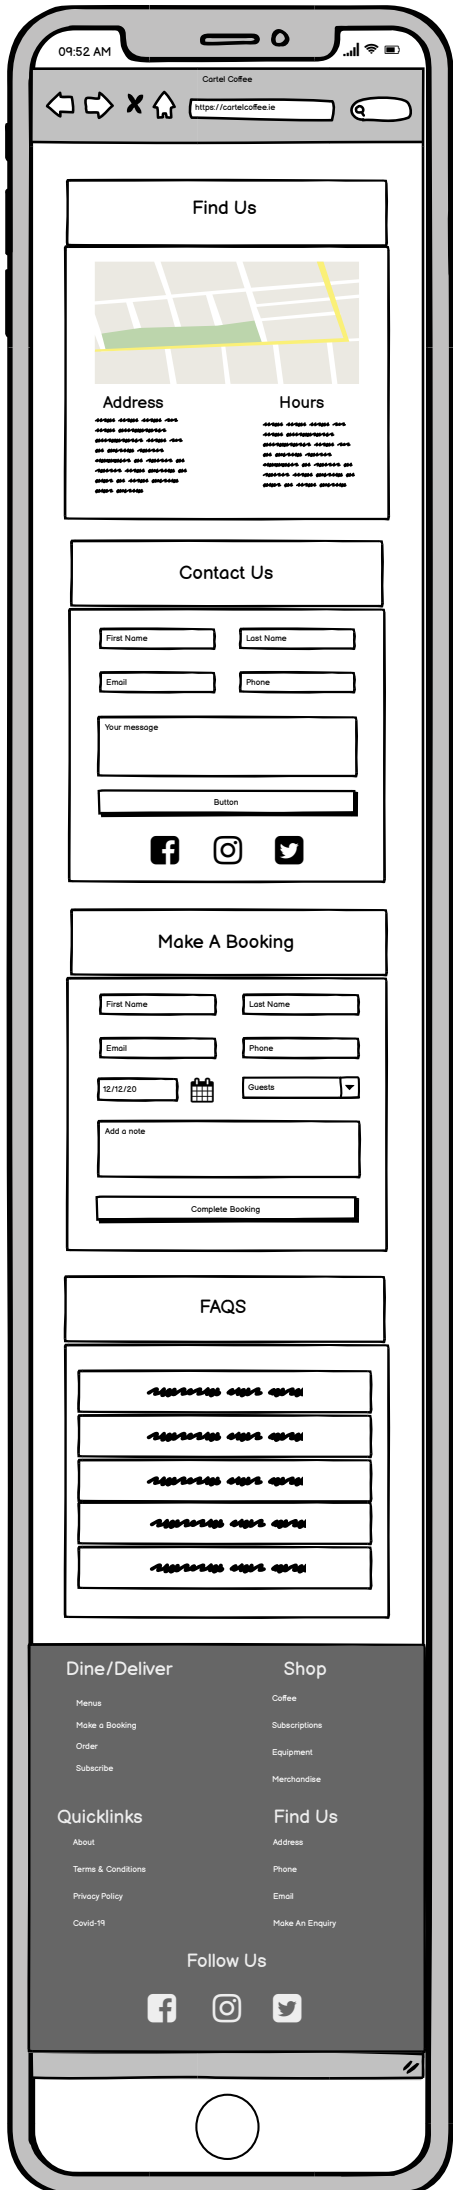 09:52 AM
Cartel Coffee
https://cartelcoffee.ie
Find Us
Address
Hours
Contact Us
First Name
Last Name
Email
Phone
Your message
Button
Make A Booking
First Name
Last Name
Email
Phone
12/12/20
Guests
Add a note
Complete Booking
FAQS
Dine/Deliver
Menus
Make a Booking
Order
Subscribe
Shop
Coffee
Subscriptions
Equipment
Merchandise
Quicklinks
About
Terms & Conditions
Privacy Policy
Covid-19
Find Us
Address
Phone
Email
Make An Enquiry
Follow Us